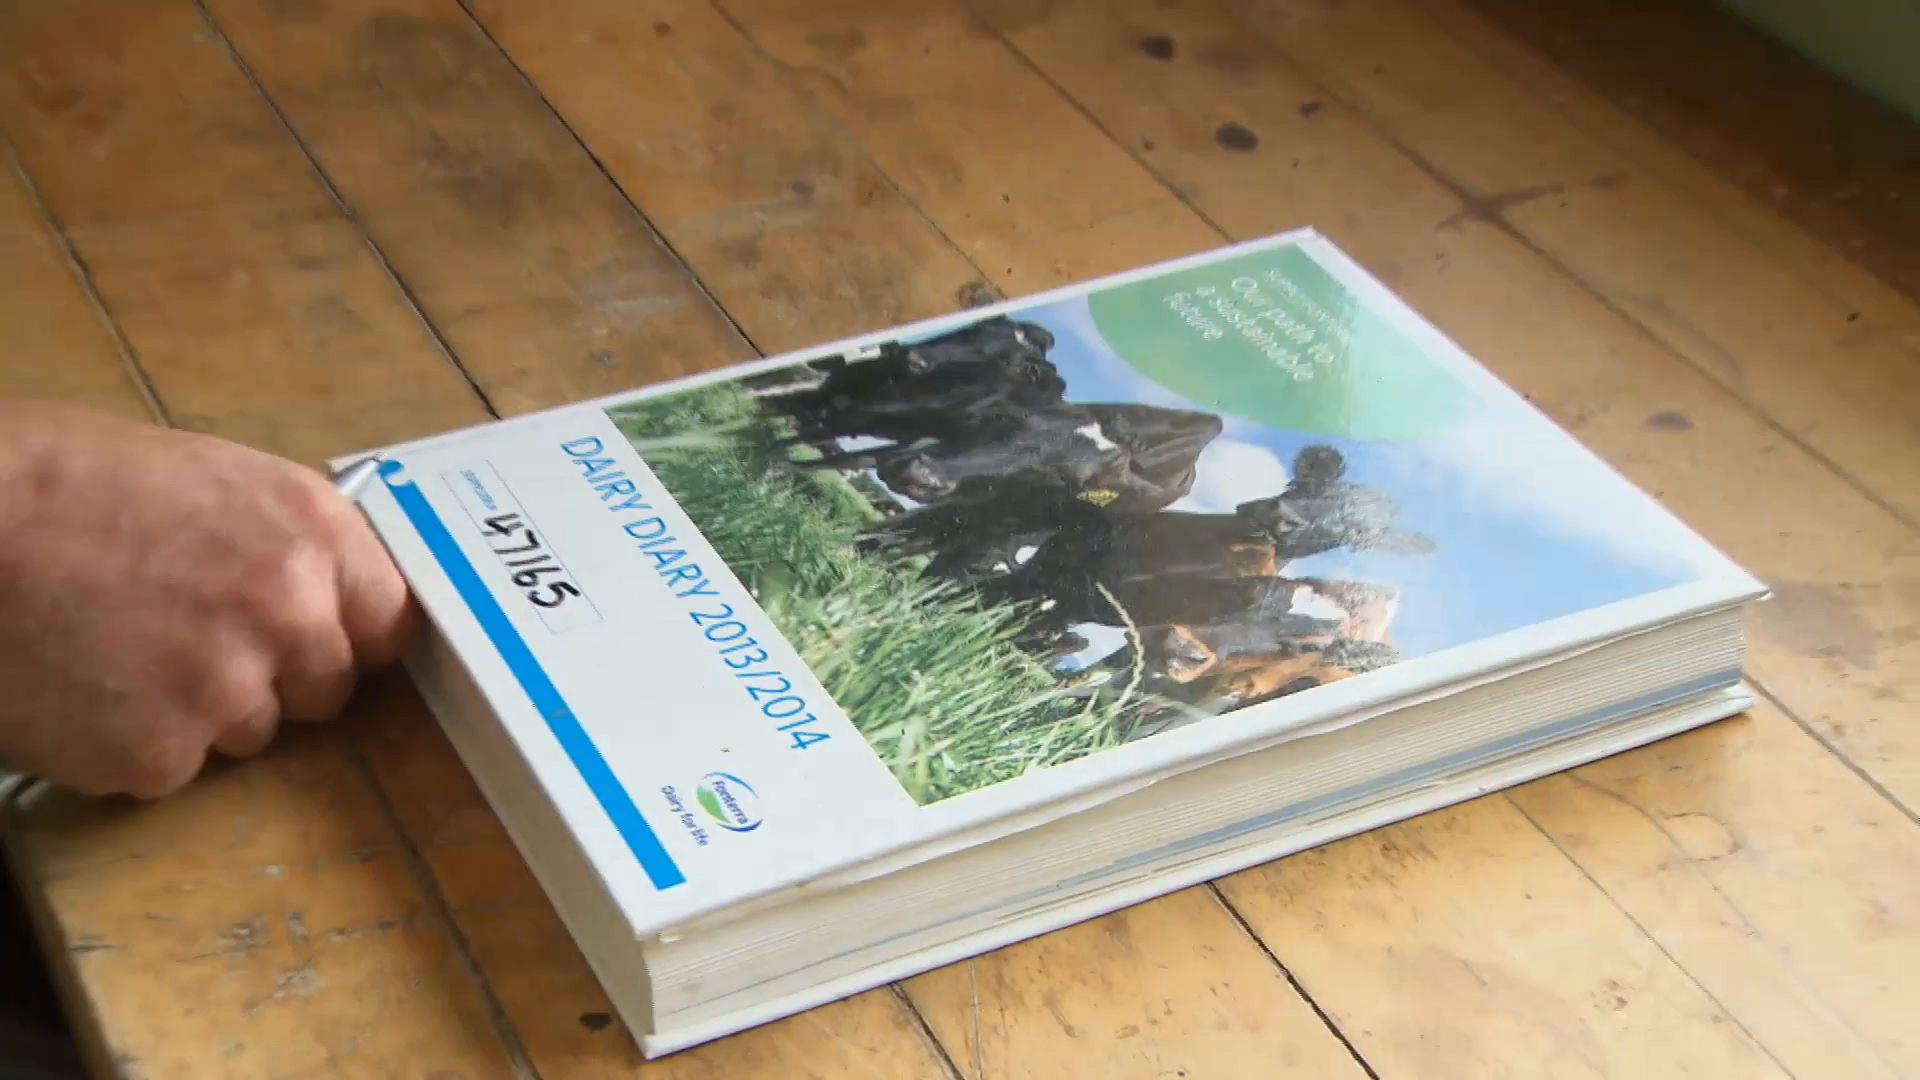 Our path to
a sustainable
future
DAIRY DIARY 2013/2014
47165
Fonterra
Dairy for life